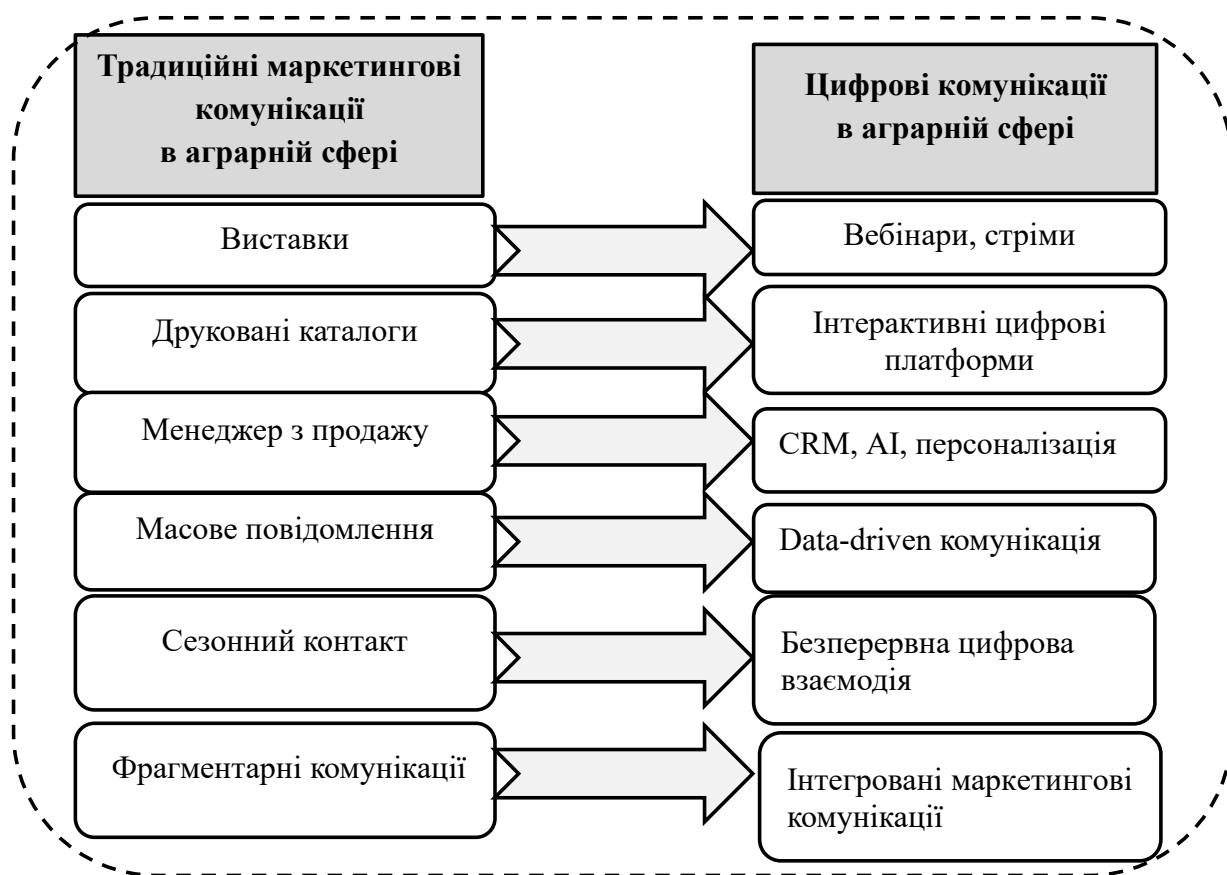 Традиційні маркетингові
комунікації
в аграрній сфері
Цифрові комунікації
в аграрній сфері
Виставки
Вебінари, стріми
Друковані каталоги
Інтерактивні цифрові
платформи
Менеджер з продажу
CRM, AI, персоналізація
Масове повідомлення
Data-driven комунікація
Сезонний контакт
Безперервна цифрова
взаємодія
Фрагментарні комунікації
Інтегровані маркетингові
комунікації